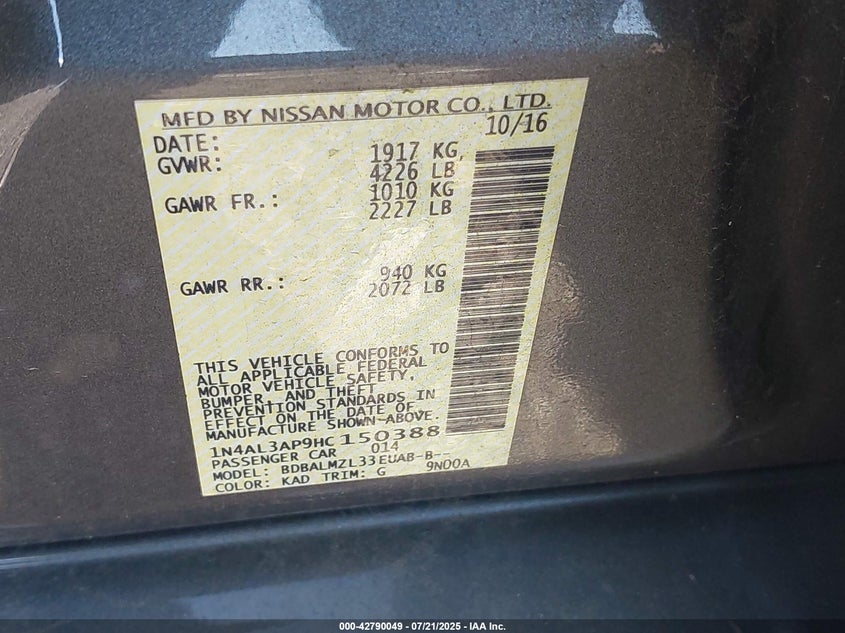 MFD BY NISSAN MOTOR CO., LTD.
DATE: 10/16
GVWR: 1917 KG,
4226 LB
GAWR FR.: 1010 KG
2227 LB
GAWR RR.: 940 KG
2072 LB
THIS VEHICLE CONFORMS TO
ALL APPLICABLE FEDERAL
MOTOR VEHICLE SAFETY,
BUMPER, AND THEFT
PREVENTION STANDARDS IN
EFFECT ON THE DATE OF
MANUFACTURE SHOWN ABOVE.
1N4AL3AP9HC150388
PASSENGER CAR 014
MODEL: BDBALMZL33EUAB-B--
COLOR: KAD TRIM: G 9N00A
000-42790049 - 07/21/2025 - IAA Inc.